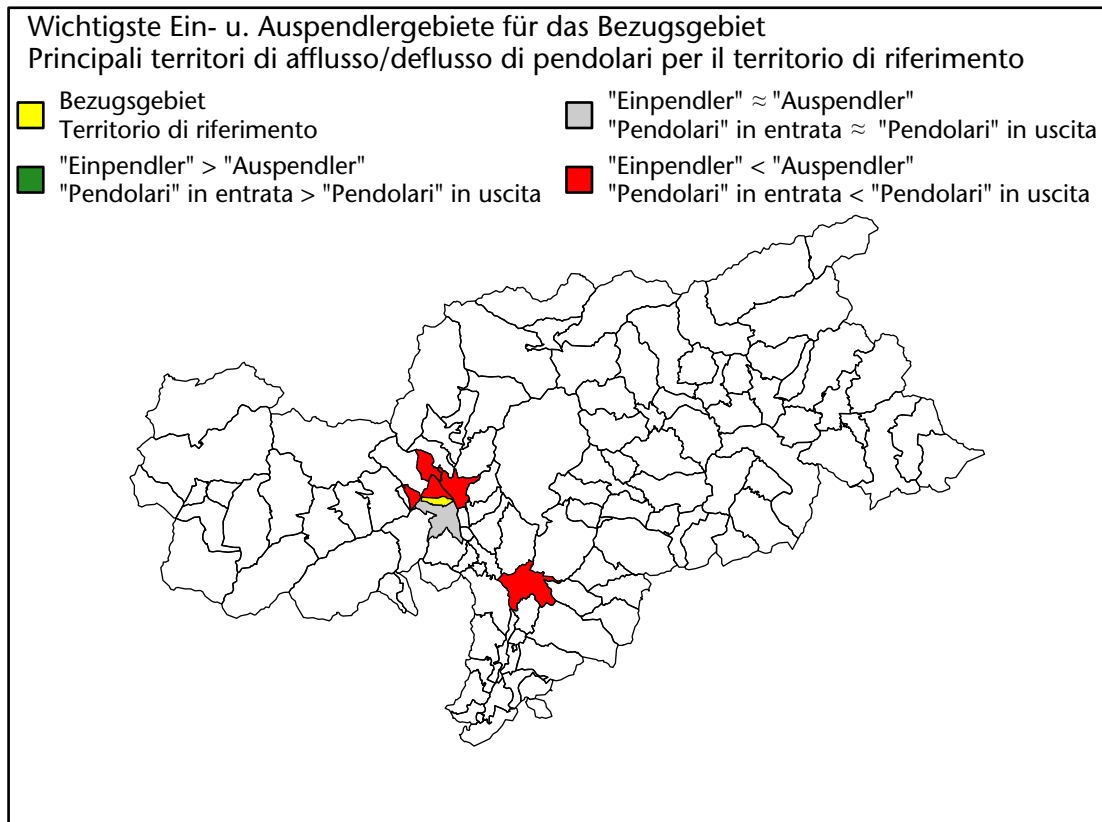 Wichtigste Ein- u. Auspendlergebiete für das Bezugsgebiet
Principali territori di afflusso/deflusso di pendolari per il territorio di riferimento
Bezugsgebiet
Territorio di riferimento
"Einpendler" > "Auspendler"
"Pendolari" in entrata > "Pendolari" in uscita
"Einpendler" ≈ "Auspendler"
"Pendolari" in entrata ≈ "Pendolari" in uscita
"Einpendler" < "Auspendler"
"Pendolari" in entrata < "Pendolari" in uscita